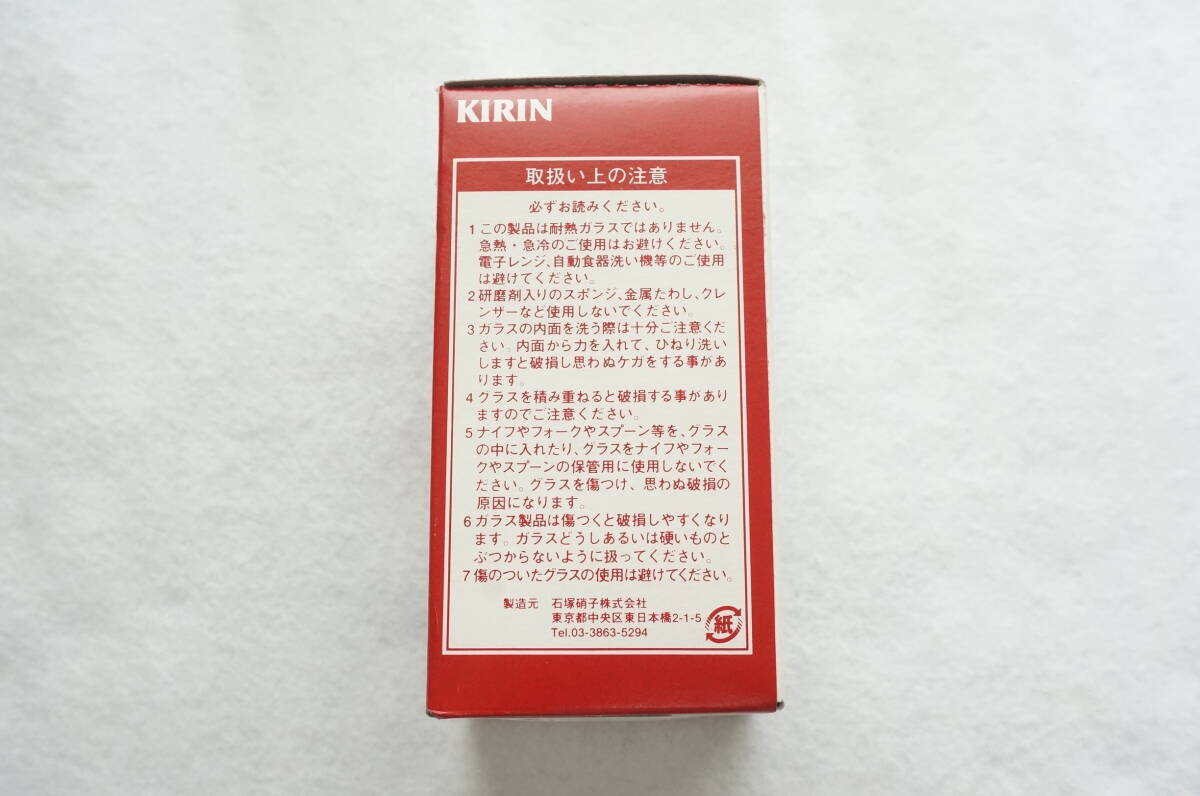 KIRIN
取扱い上の注意
必ずお読みください。
1 この製品は耐熱ガラスではありません。
急熱・急冷のご使用はお避けください。
電子レンジ、自動食器洗い機等のご使用
は避けてください。
2 研磨剤入りのスポンジ、金属たわし、クレ
ンザーなど使用しないでください。
3 ガラスの内面を洗う際は十分ご注意くだ
さい。内面から力を入れて、ひねり洗い
しますと破損し思わぬケガをする事があ
ります。
4 グラスを積み重ねると破損する事があり
ますのでご注意ください。
5 ナイフやフォークやスプーン等を、グラス
の中に入れたり、グラスをナイフやフォー
クやスプーンの保管用に使用しないでく
ださい。グラスを傷つけ、思わぬ破損の
原因になります。
6 ガラス製品は傷つくと破損しやすくなり
ます。ガラスどうしあるいは硬いものと
ぶつからないように扱ってください。
7 傷のついたグラスの使用は避けてください。
製造元 石塚硝子株式会社
東京都中央区東日本橋2-1-5
Tel.03-3863-5294
紙